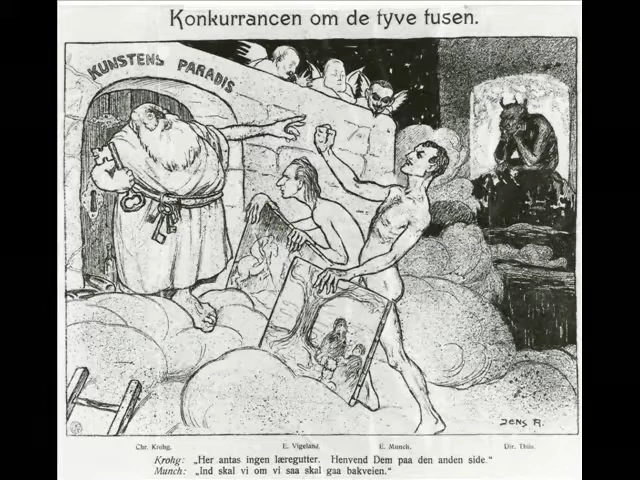 Konkurrancen om de tyve tusen.
KUNSTENS PARADIS
JENS R.
Chr. Krohg. E. Vigeland. E. Munch. Dir. Thiis.
Krohg: „Her antas ingen læregutter. Henvend Dem paa den anden side.“
Munch: „Ind skal vi om vi saa skal gaa bakveien.“